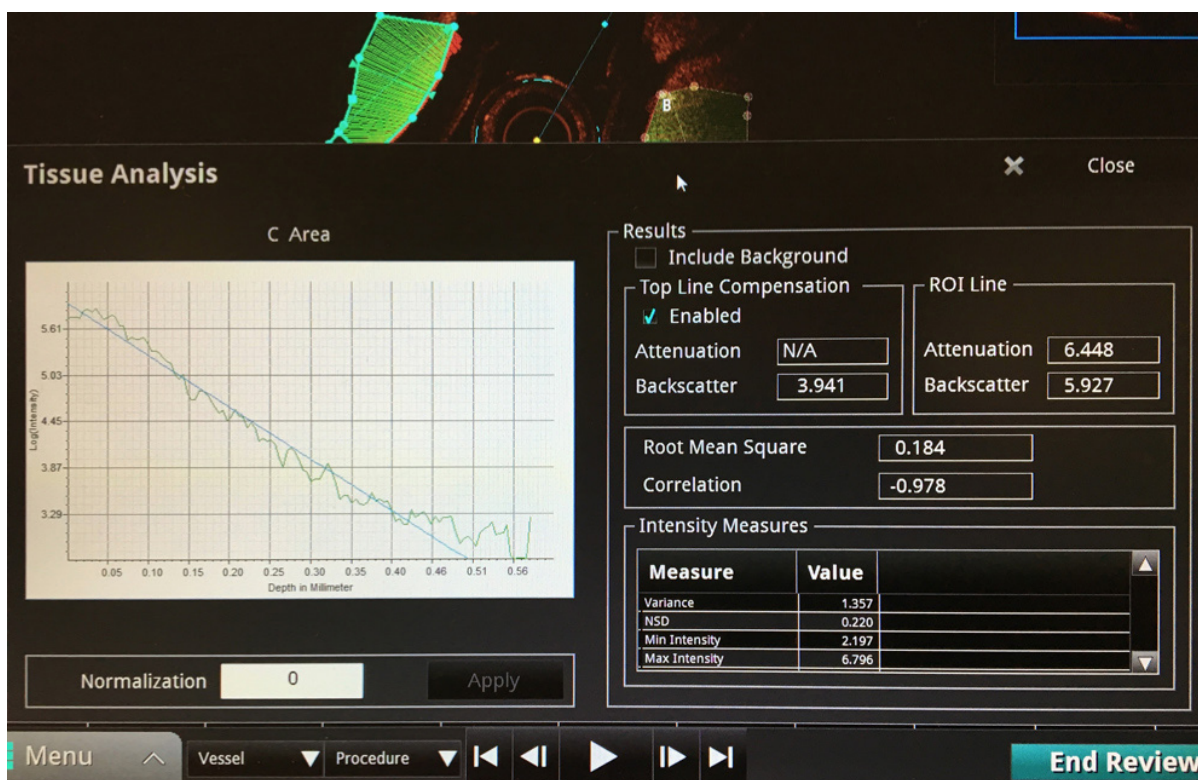 B
Tissue Analysis
Close
C Area
5.61
5.03
4.45
3.87
3.29
Log(Intensity)
0.05 0.10 0.15 0.20 0.25 0.30 0.35 0.40 0.46 0.51 0.56
Depth in Millimeter
Normalization 0 Apply
Results
Include Background
Top Line Compensation
Enabled
Attenuation N/A
Backscatter 3.941
ROI Line
Attenuation 6.448
Backscatter 5.927
Root Mean Square 0.184
Correlation -0.978
Intensity Measures
Measure Value
Variance 1.357
NSD 0.220
Min Intensity 2.197
Max Intensity 6.796
Menu Vessel Procedure End Review